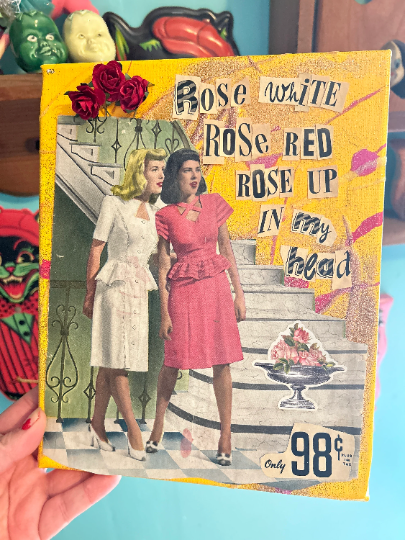 Rose white
ROSE RED
ROSE UP
IN my
head
Only 98¢